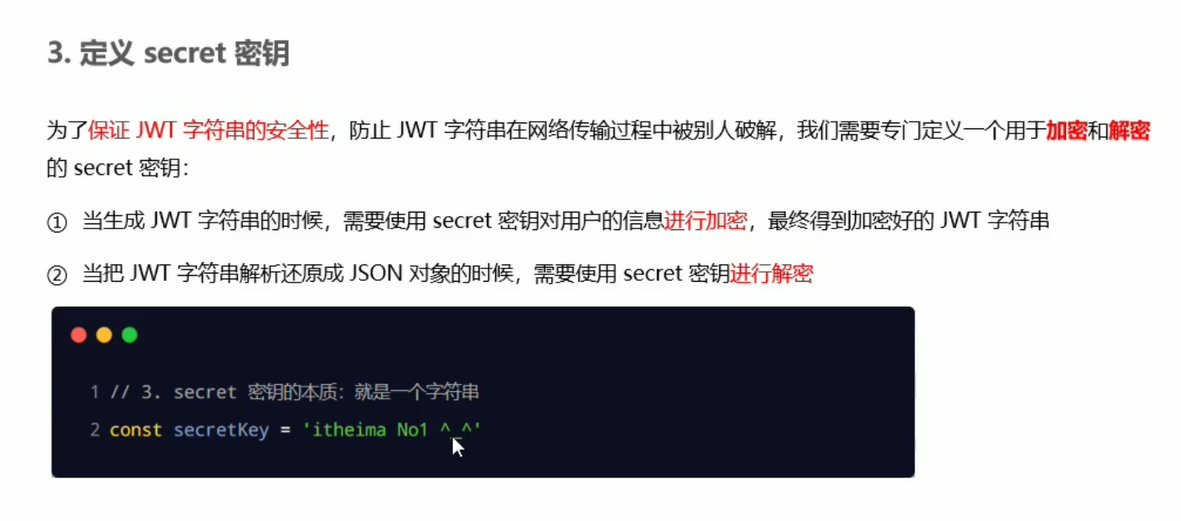 3. 定义 secret 密钥
为了保证 JWT 字符串的安全性，防止 JWT 字符串在网络传输过程中被别人破解，我们需要专门定义一个用于加密和解密
的 secret 密钥：
① 当生成 JWT 字符串的时候，需要使用 secret 密钥对用户的信息进行加密，最终得到加密好的 JWT 字符串
② 当把 JWT 字符串解析还原成 JSON 对象的时候，需要使用 secret 密钥进行解密
1 // 3. secret 密钥的本质：就是一个字符串
2 const secretKey = 'itheima No1 ^_^'